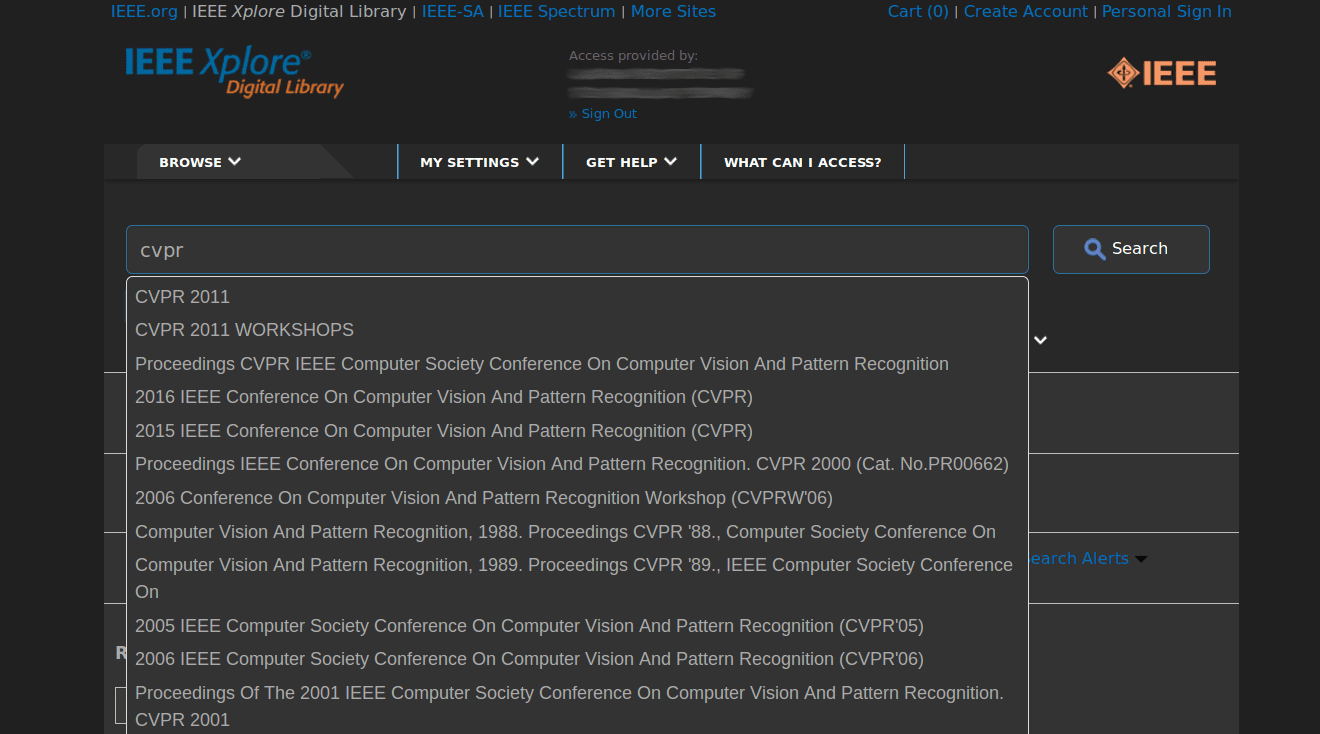 IEEE.org | IEEE Xplore Digital Library | IEEE-SA | IEEE Spectrum | More Sites Cart (0) | Create Account | Personal Sign In
IEEE Xplore®
Digital Library
Access provided by:
» Sign Out
IEEE
BROWSE MY SETTINGS GET HELP WHAT CAN I ACCESS?
cvpr Search
CVPR 2011
CVPR 2011 WORKSHOPS
Proceedings CVPR IEEE Computer Society Conference On Computer Vision And Pattern Recognition
2016 IEEE Conference On Computer Vision And Pattern Recognition (CVPR)
2015 IEEE Conference On Computer Vision And Pattern Recognition (CVPR)
Proceedings IEEE Conference On Computer Vision And Pattern Recognition. CVPR 2000 (Cat. No.PR00662)
2006 Conference On Computer Vision And Pattern Recognition Workshop (CVPRW'06)
Computer Vision And Pattern Recognition, 1988. Proceedings CVPR '88., Computer Society Conference On
earch Alerts
Computer Vision And Pattern Recognition, 1989. Proceedings CVPR '89., IEEE Computer Society Conference
On
2005 IEEE Computer Society Conference On Computer Vision And Pattern Recognition (CVPR'05)
R
2006 IEEE Computer Society Conference On Computer Vision And Pattern Recognition (CVPR'06)
Proceedings Of The 2001 IEEE Computer Society Conference On Computer Vision And Pattern Recognition.
CVPR 2001